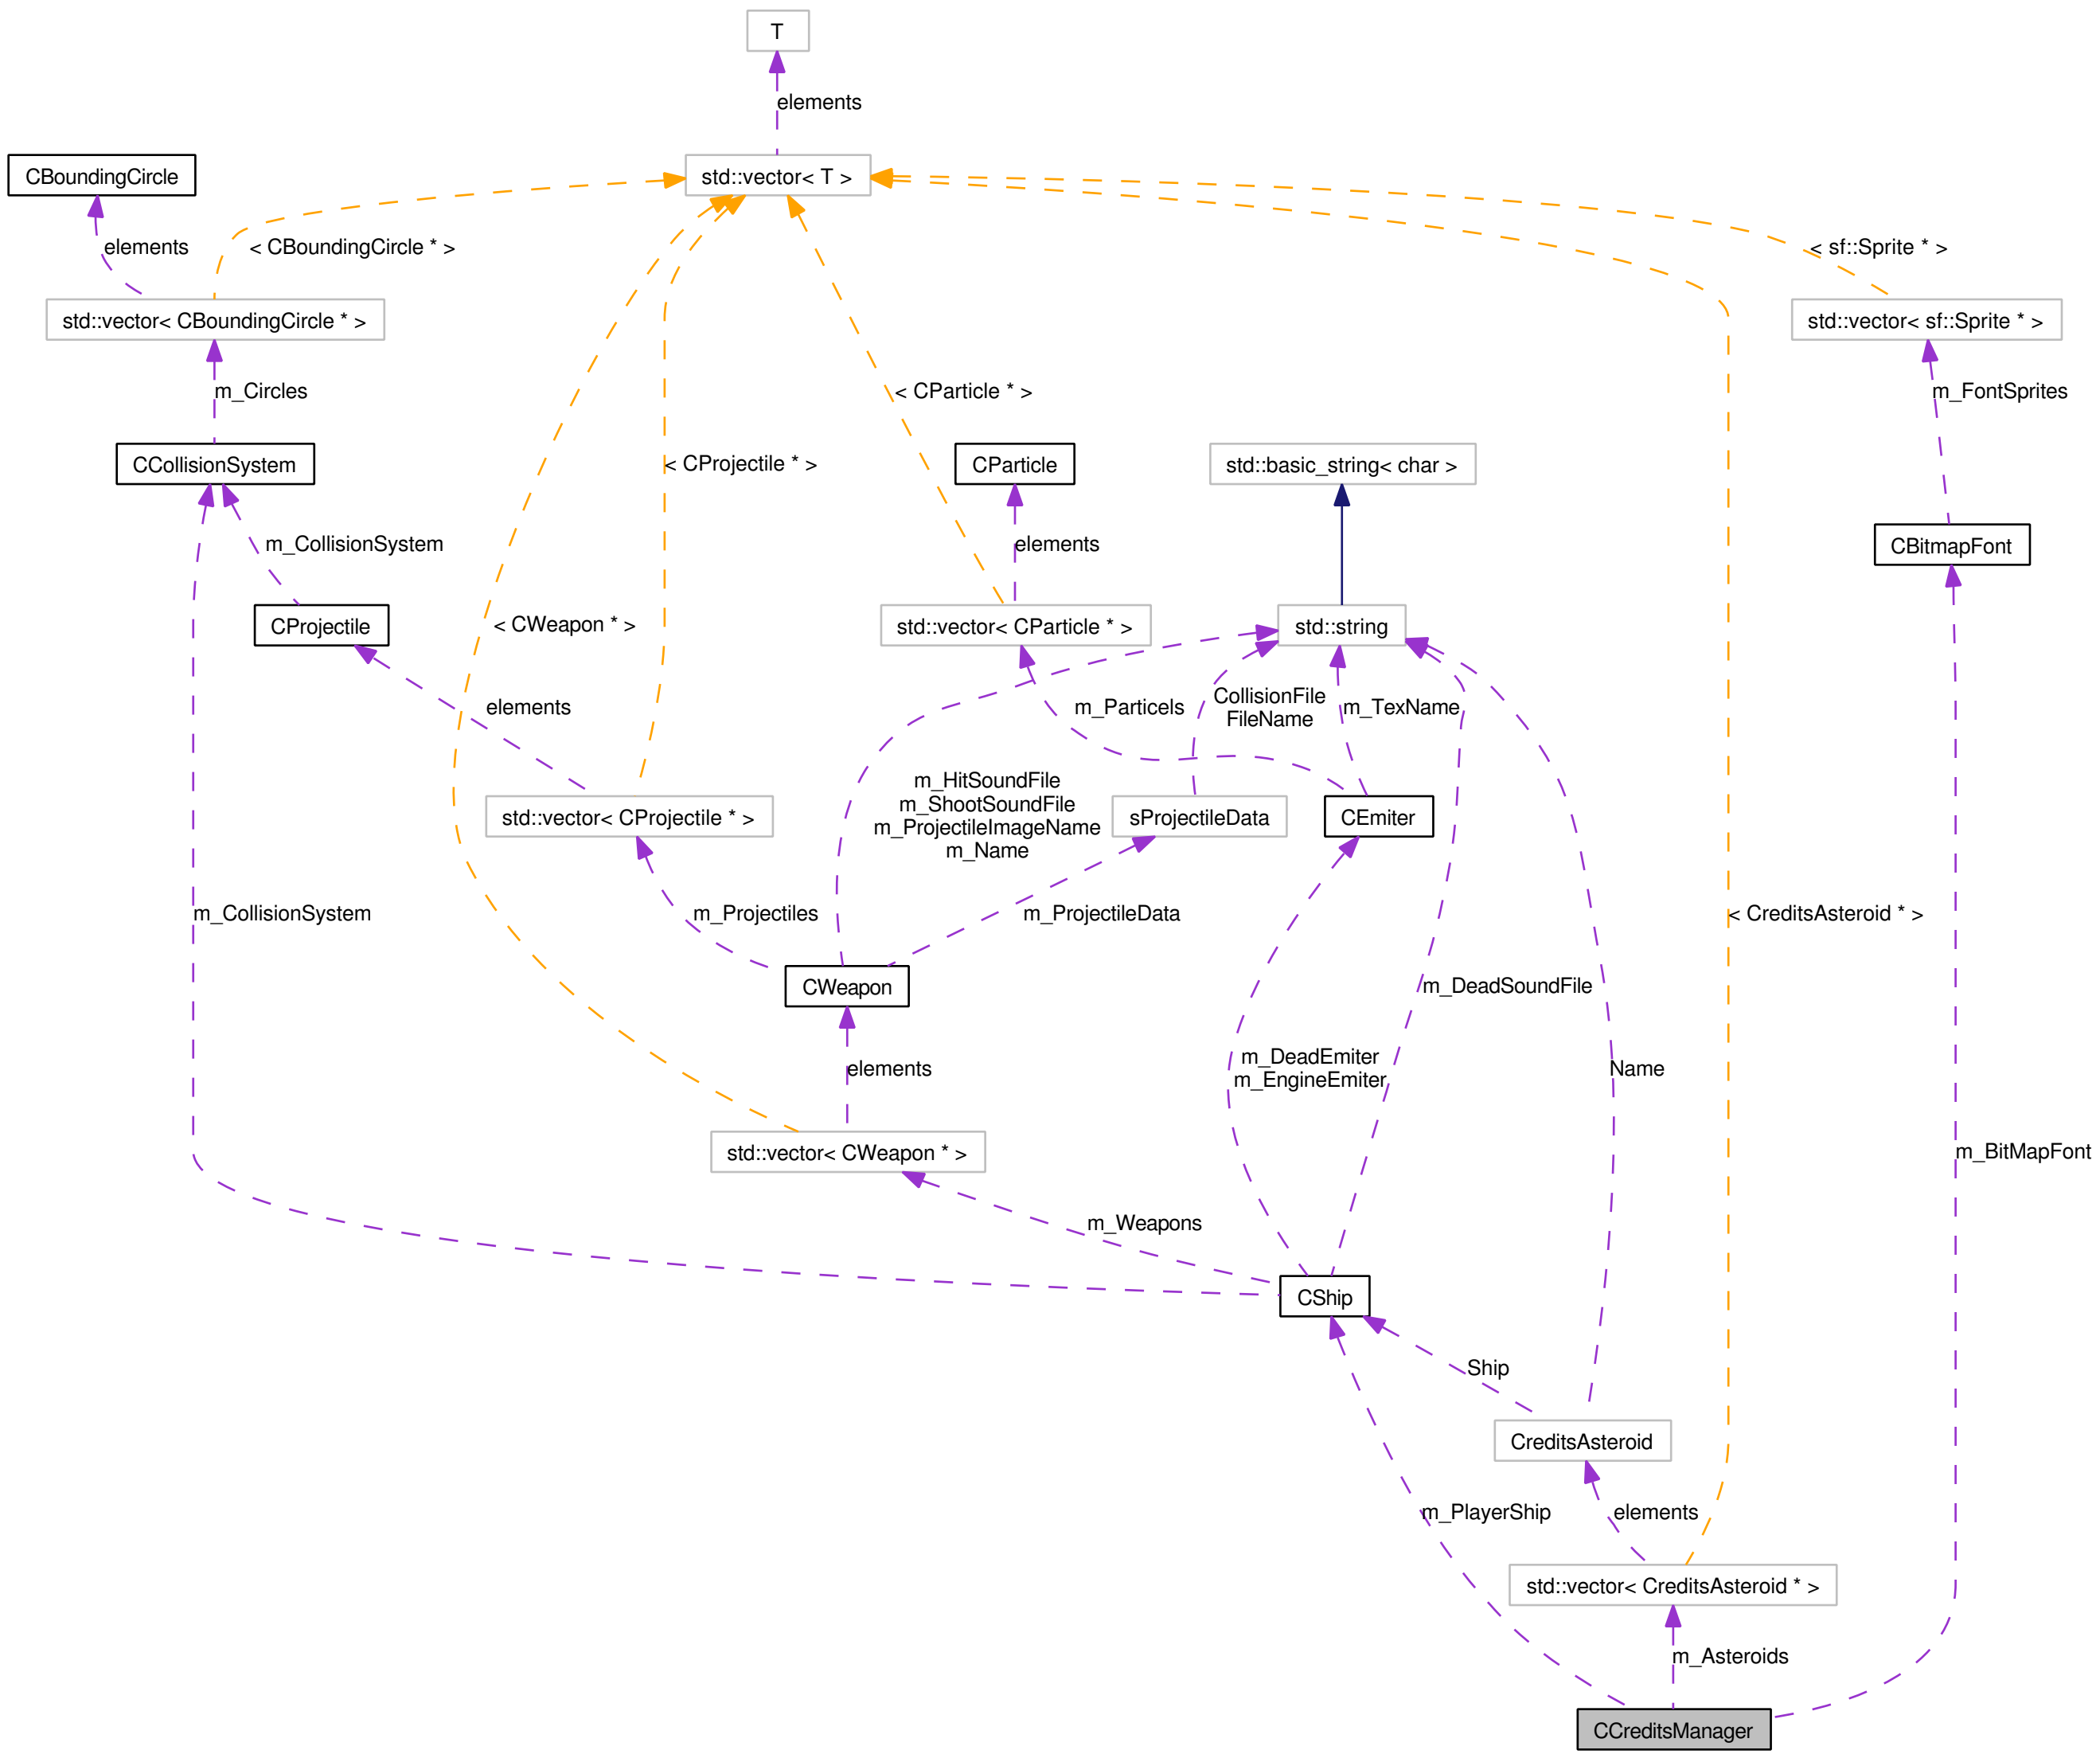 T
elements
CBoundingCircle
std::vector< T >
elements
< CBoundingCircle * >
< sf::Sprite * >
std::vector< CBoundingCircle * >
std::vector< sf::Sprite * >
m_Circles
< CParticle * >
m_FontSprites
CCollisionSystem
< CProjectile * >
CParticle
std::basic_string< char >
m_CollisionSystem
elements
CBitmapFont
CProjectile
< CWeapon * >
std::vector< CParticle * >
std::string
elements
m_Particels
CollisionFile
FileName
m_TexName
m_HitSoundFile
m_ShootSoundFile
m_ProjectileImageName
m_Name
std::vector< CProjectile * >
sProjectileData
CEmiter
m_CollisionSystem
m_Projectiles
m_ProjectileData
< CreditsAsteroid * >
CWeapon
m_DeadSoundFile
elements
m_DeadEmiter
m_EngineEmiter
Name
std::vector< CWeapon * >
m_BitMapFont
m_Weapons
CShip
Ship
CreditsAsteroid
m_PlayerShip
elements
std::vector< CreditsAsteroid * >
m_Asteroids
CCreditsManager